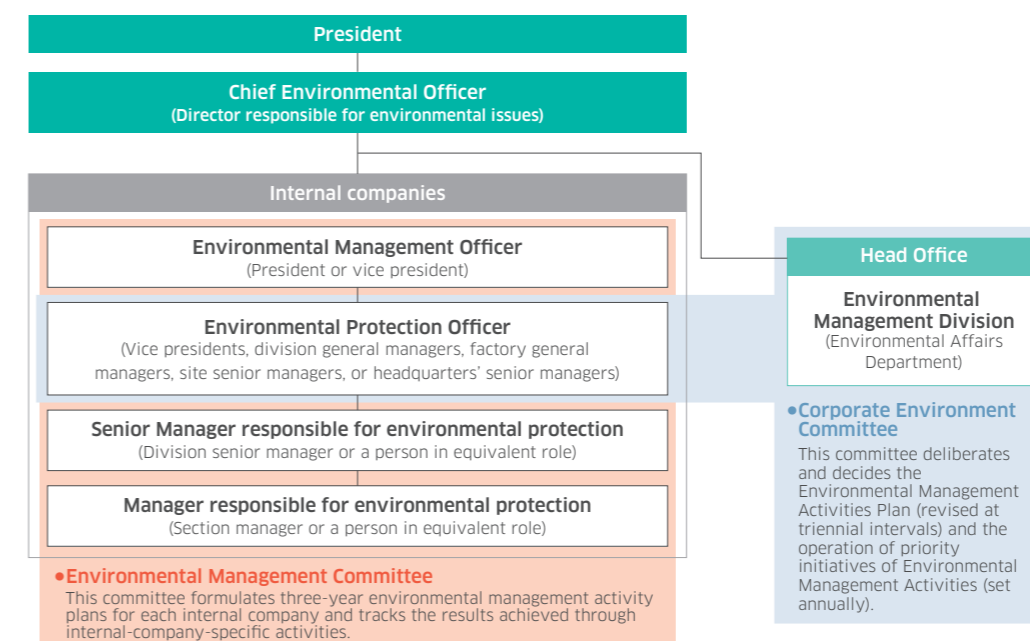 President
Chief Environmental Officer
(Director responsible for environmental issues)
Internal companies
Environmental Management Officer
(President or vice president)
Environmental Protection Officer
(Vice presidents, division general managers, factory general
managers, site senior managers, or headquarters’ senior managers)
Senior Manager responsible for environmental protection
(Division senior manager or a person in equivalent role)
Manager responsible for environmental protection
(Section manager or a person in equivalent role)
●Environmental Management Committee
This committee formulates three-year environmental management activity
plans for each internal company and tracks the results achieved through
internal-company-specific activities.
Head Office
Environmental
Management Division
(Environmental Affairs
Department)
●Corporate Environment
Committee
This committee deliberates
and decides the
Environmental Management
Activities Plan (revised at
triennial intervals) and the
operation of priority
initiatives of Environmental
Management Activities (set
annually).